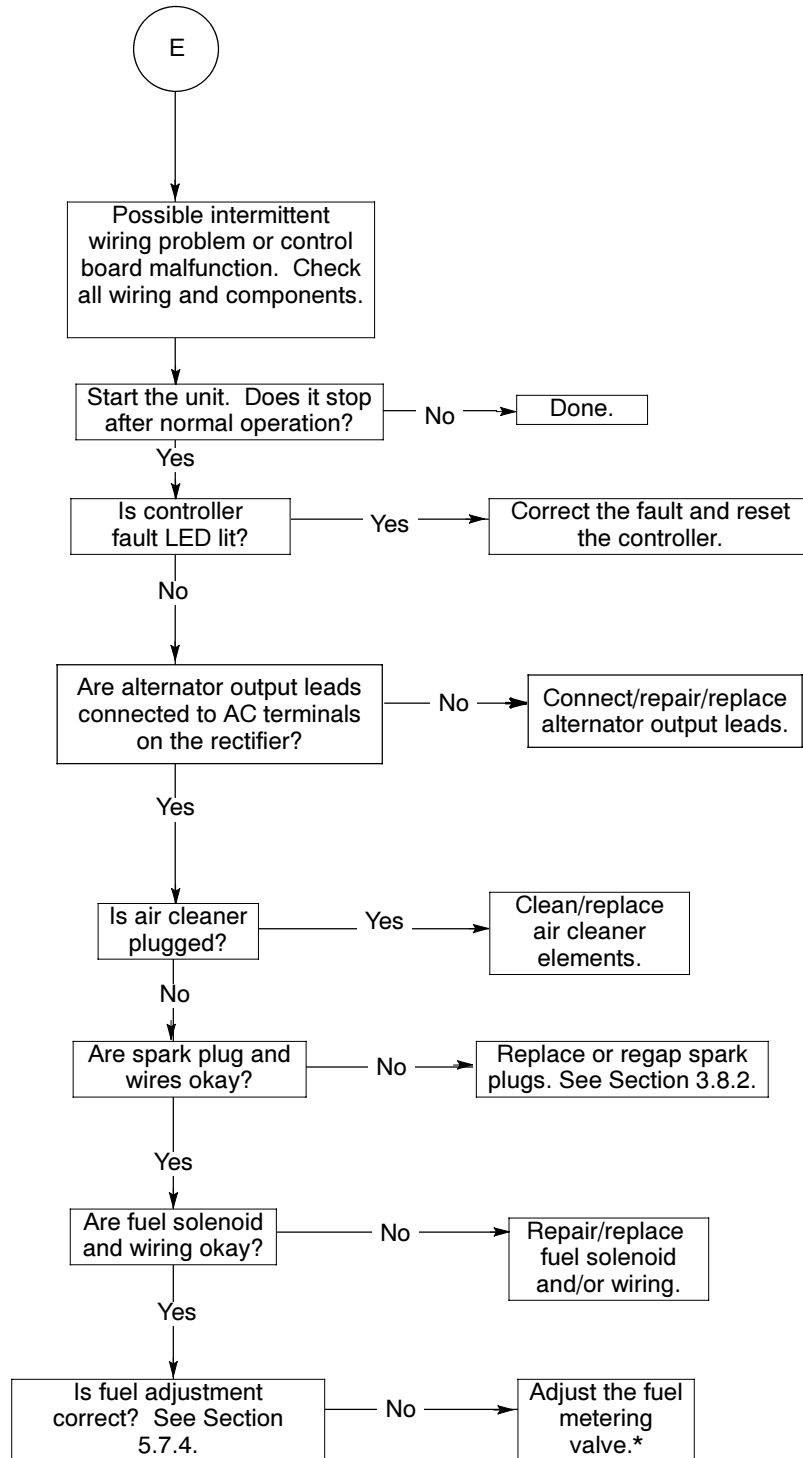 E
Possible intermittent
wiring problem or control
board malfunction. Check
all wiring and components.
Start the unit. Does it stop
after normal operation?
No
Done.
Yes
Is controller
fault LED lit?
Yes
Correct the fault and reset
the controller.
No
Are alternator output leads
connected to AC terminals
on the rectifier?
No
Connect/repair/replace
alternator output leads.
Yes
Is air cleaner
plugged?
Yes
Clean/replace
air cleaner
elements.
No
Are spark plug and
wires okay?
No
Replace or regap spark
plugs. See Section 3.8.2.
Yes
Are fuel solenoid
and wiring okay?
No
Repair/replace
fuel solenoid
and/or wiring.
Yes
Is fuel adjustment
correct? See Section
5.7.4.
No
Adjust the fuel
metering
valve.*